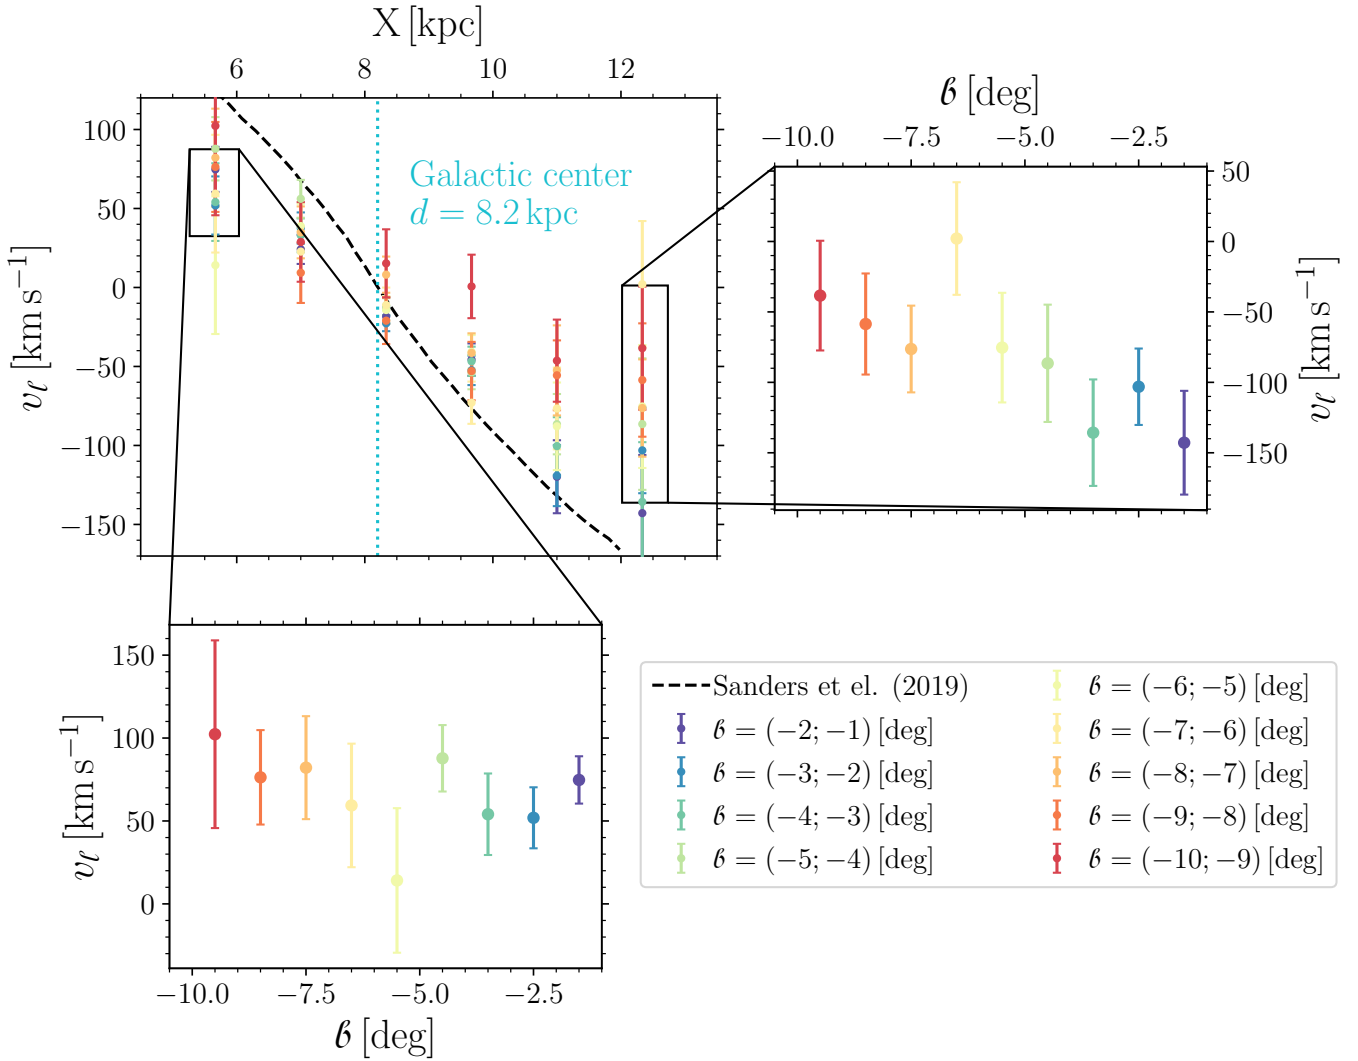 X [kpc]
6 8 10 12
100
50
0
−50
−100
−150
v_ℓ [km s⁻¹]
Galactic center
d = 8.2 kpc
b [deg]
−10.0 −7.5 −5.0 −2.5
50
0
−50
−100
−150
v_ℓ [km s⁻¹]
150
100
50
0
v_ℓ [km s⁻¹]
−10.0 −7.5 −5.0 −2.5
b [deg]
Sanders et el. (2019)
b = (−2; −1) [deg]
b = (−3; −2) [deg]
b = (−4; −3) [deg]
b = (−5; −4) [deg]
b = (−6; −5) [deg]
b = (−7; −6) [deg]
b = (−8; −7) [deg]
b = (−9; −8) [deg]
b = (−10; −9) [deg]